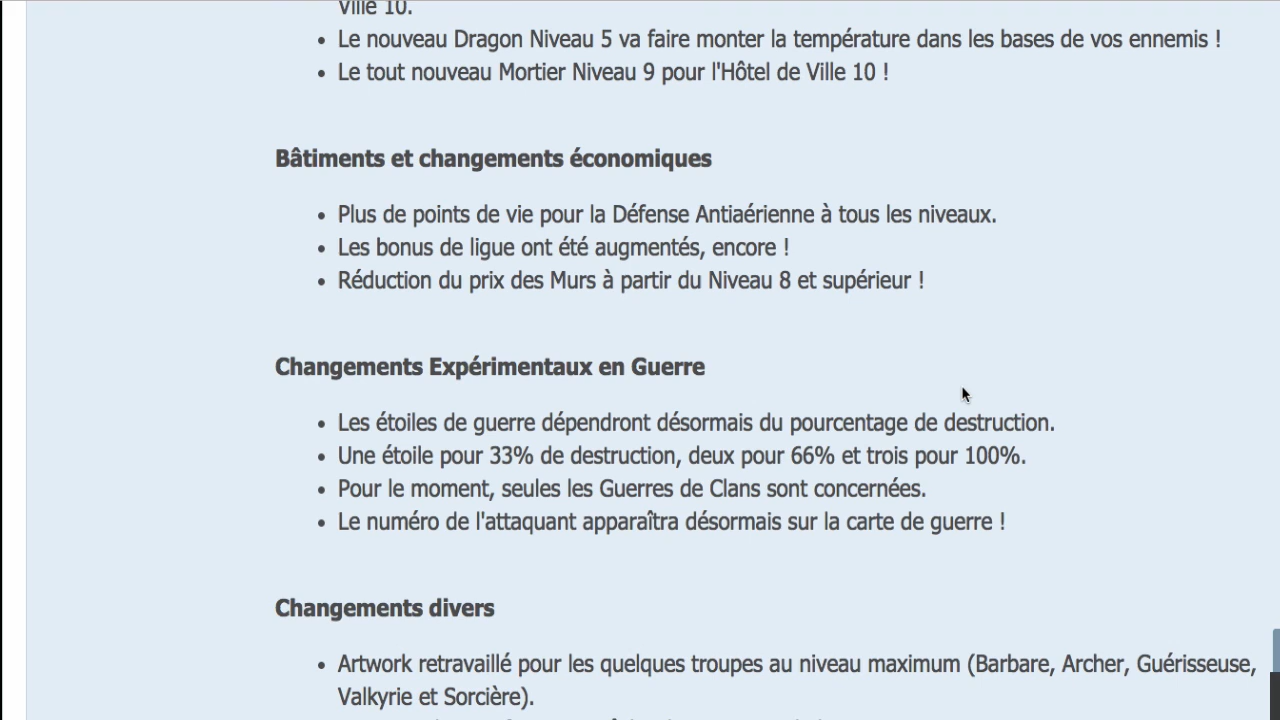 Ville 10.
Le nouveau Dragon Niveau 5 va faire monter la température dans les bases de vos ennemis !
Le tout nouveau Mortier Niveau 9 pour l'Hôtel de Ville 10 !
Bâtiments et changements économiques
Plus de points de vie pour la Défense Antiaérienne à tous les niveaux.
Les bonus de ligue ont été augmentés, encore !
Réduction du prix des Murs à partir du Niveau 8 et supérieur !
Changements Expérimentaux en Guerre
Les étoiles de guerre dépendront désormais du pourcentage de destruction.
Une étoile pour 33% de destruction, deux pour 66% et trois pour 100%.
Pour le moment, seules les Guerres de Clans sont concernées.
Le numéro de l'attaquant apparaîtra désormais sur la carte de guerre !
Changements divers
Artwork retravaillé pour les quelques troupes au niveau maximum (Barbare, Archer, Guérisseuse,
Valkyrie et Sorcière).